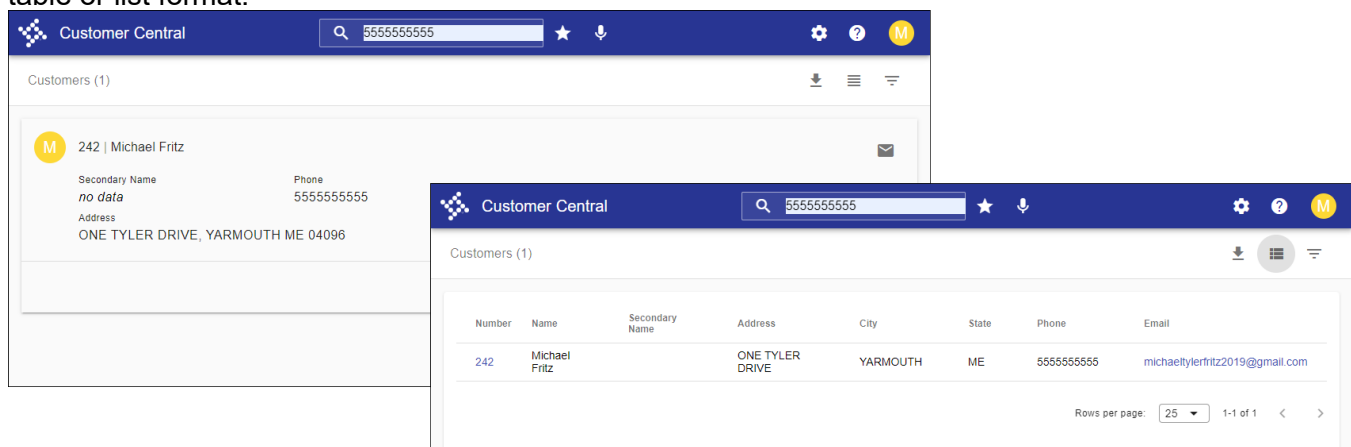 table or list format.
Customer Central
5555555555
M
Customers (1)
M
242 | Michael Fritz
Secondary Name Phone
no data 5555555555
Address
ONE TYLER DRIVE, YARMOUTH ME 04096
Customer Central
5555555555
M
Customers (1)
Number Name Secondary Name Address City State Phone Email
242 Michael Fritz ONE TYLER DRIVE YARMOUTH ME 5555555555 michaeltylerfritz2019@gmail.com
Rows per page: 25 1-1 of 1